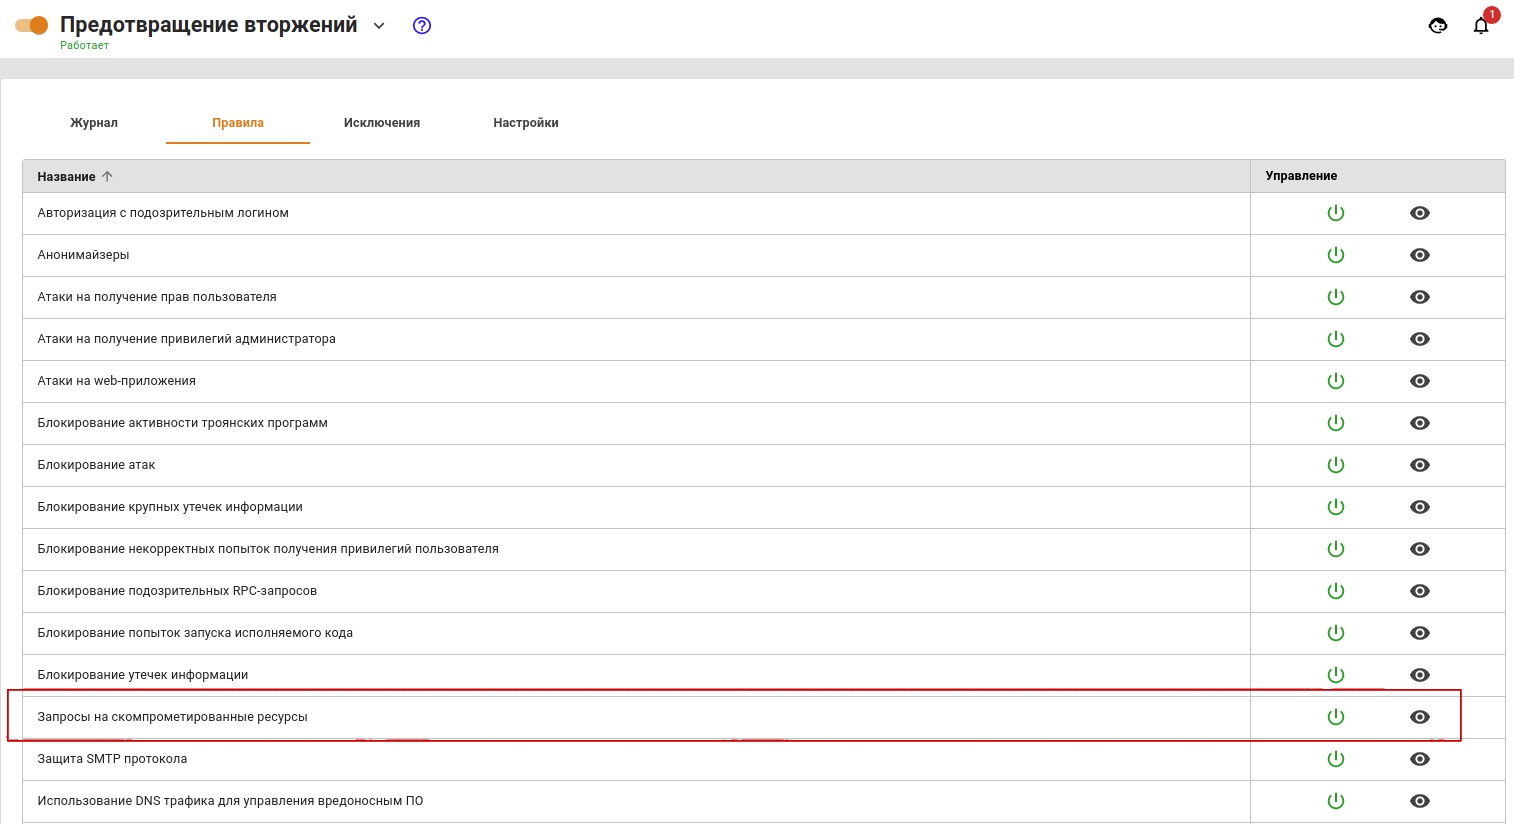 Предотвращение вторжений
1
Работает
Журнал Правила Исключения Настройки
Название Управление
Авторизация с подозрительным логином
Анонимайзеры
Атаки на получение прав пользователя
Атаки на получение привилегий администратора
Атаки на web-приложения
Блокирование активности троянских программ
Блокирование атак
Блокирование крупных утечек информации
Блокирование некорректных попыток получения привилегий пользователя
Блокирование подозрительных RPC-запросов
Блокирование попыток запуска исполняемого кода
Блокирование утечек информации
Запросы на скомпрометированные ресурсы
Защита SMTP протокола
Использование DNS трафика для управления вредоносным ПО